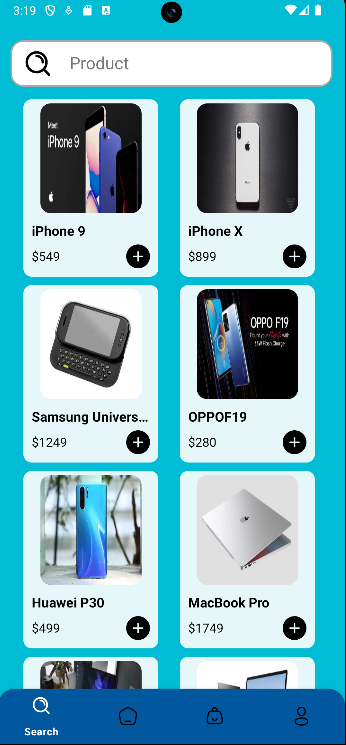 3:19
Product
Meet
iPhone 9
iPhone 9
$549
iPhone X
$899
OPPO F19
Samsung Univers...
$1249
OPPOF19
$280
Huawei P30
$499
MacBook Pro
$1749
Search